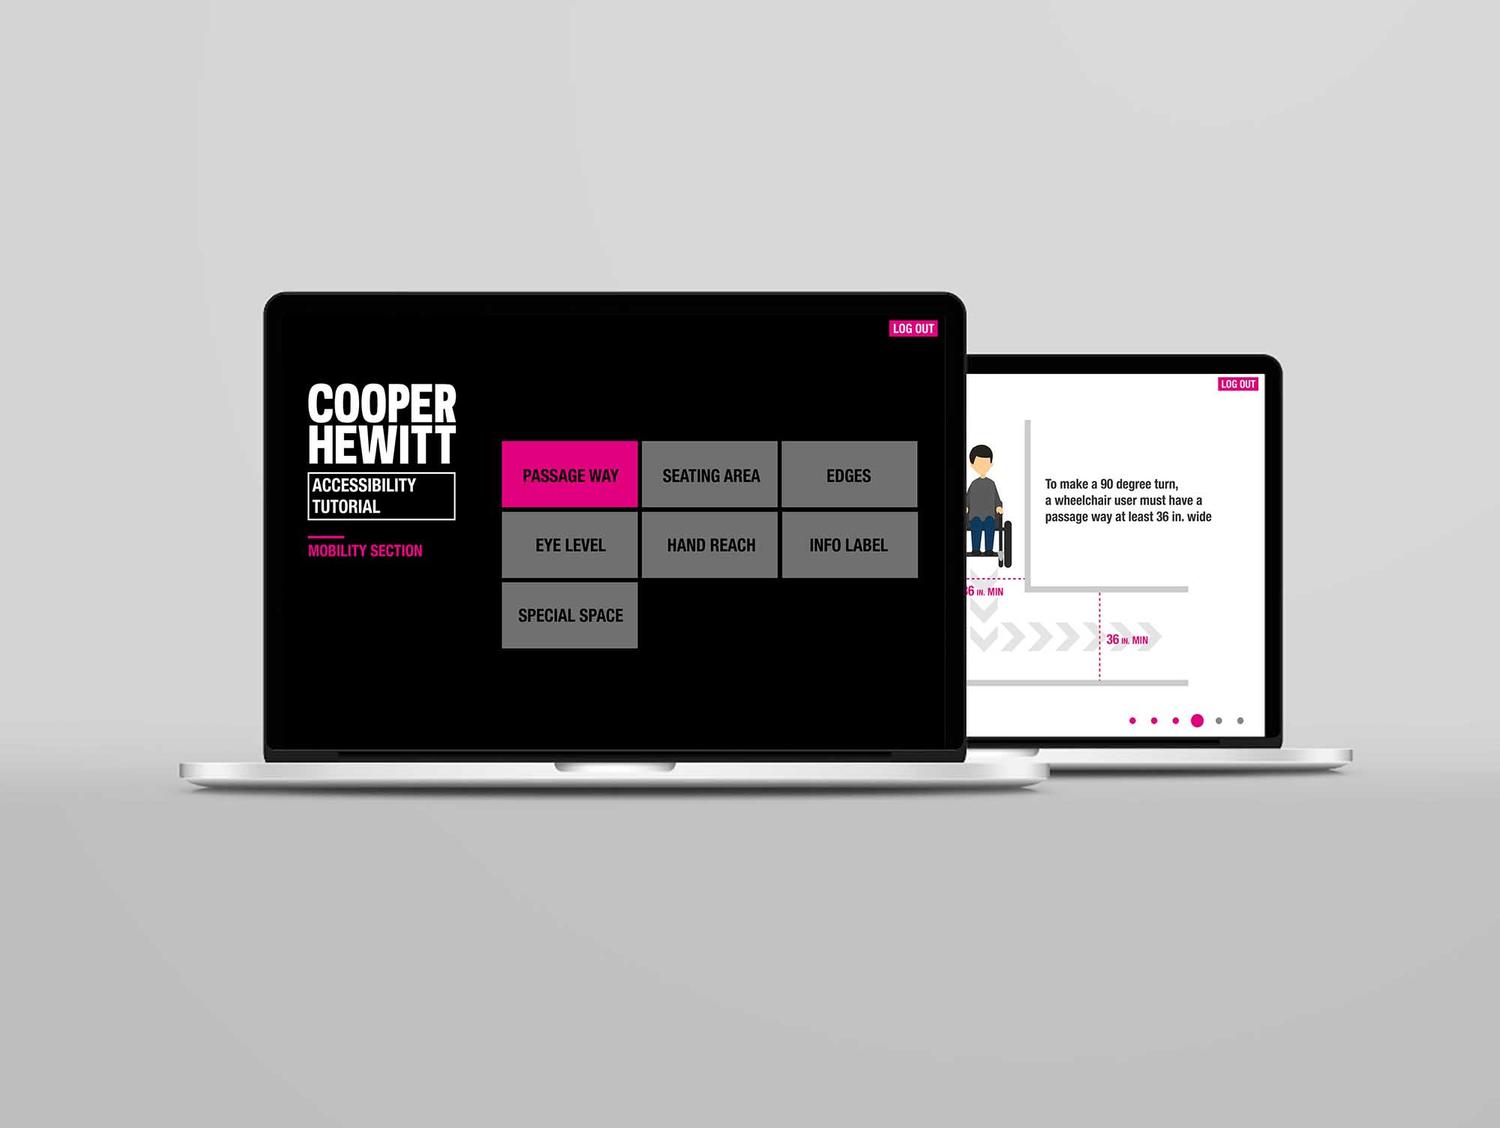 LOG OUT
COOPER
HEWITT
ACCESSIBILITY
TUTORIAL
MOBILITY SECTION
PASSAGE WAY
SEATING AREA
EDGES
EYE LEVEL
HAND REACH
INFO LABEL
SPECIAL SPACE
LOG OUT
To make a 90 degree turn,
a wheelchair user must have a
passage way at least 36 in. wide
36 IN. MIN
36 IN. MIN